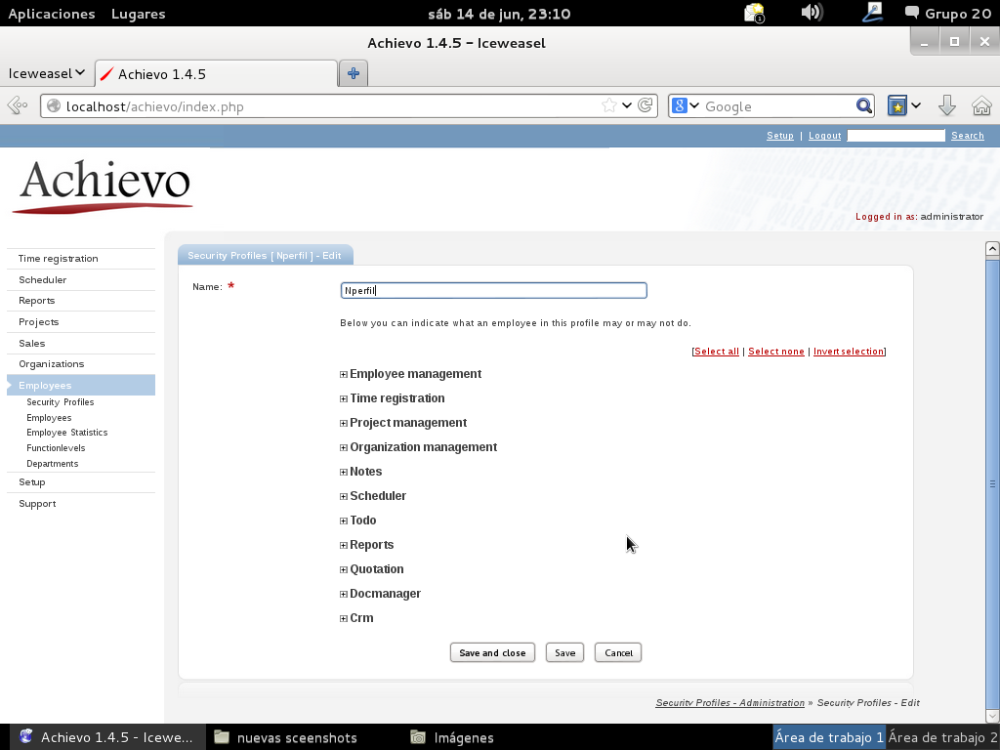 Aplicaciones Lugares sáb 14 de jun, 23:10 1 Grupo 20
Achievo 1.4.5 – Iceweasel
Iceweasel Achievo 1.4.5
localhost/achievo/index.php 8 Google
Setup | Logout Search
Achievo
Logged in as: administrator
Time registration
Scheduler
Reports
Projects
Sales
Organizations
Employees
Security Profiles
Employees
Employee Statistics
Functionlevels
Departments
Setup
Support
Security Profiles [ Nperfil ] - Edit
Name: * Nperfil
Below you can indicate what an employee in this profile may or may not do.
[Select all | Select none | Invert selection]
Employee management
Time registration
Project management
Organization management
Notes
Scheduler
Todo
Reports
Quotation
Docmanager
Crm
Save and close Save Cancel
Security Profiles - Administration » Security Profiles - Edit
Achievo 1.4.5 - Icewe... nuevas sceenshots Imágenes Área de trabajo 1 Área de trabajo 2